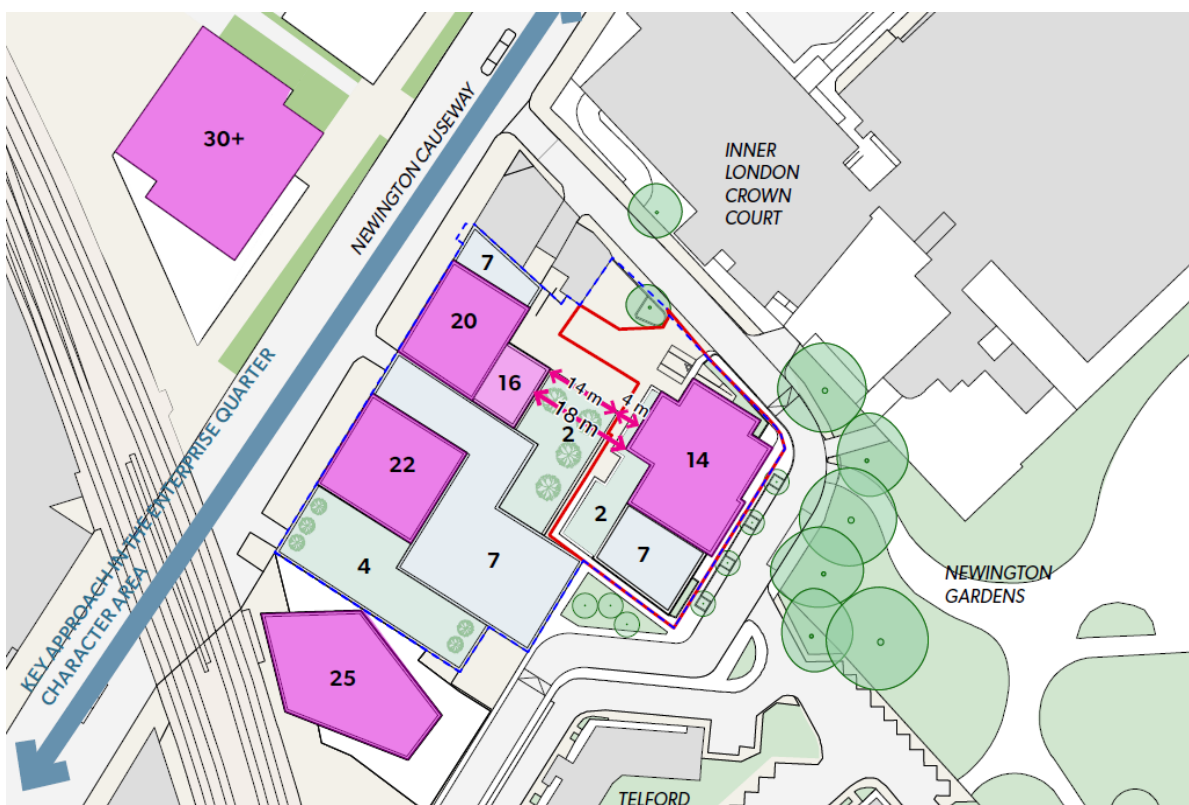 30+
NEWINGTON CAUSEWAY
INNER
LONDON
CROWN
COURT
7
20
16
14 m
4 m
18 m
2
14
22
2
7
7
4
NEWINGTON
GARDENS
KEY APPROACH IN THE ENTERPRISE QUARTER
CHARACTER AREA
25
TELFORD